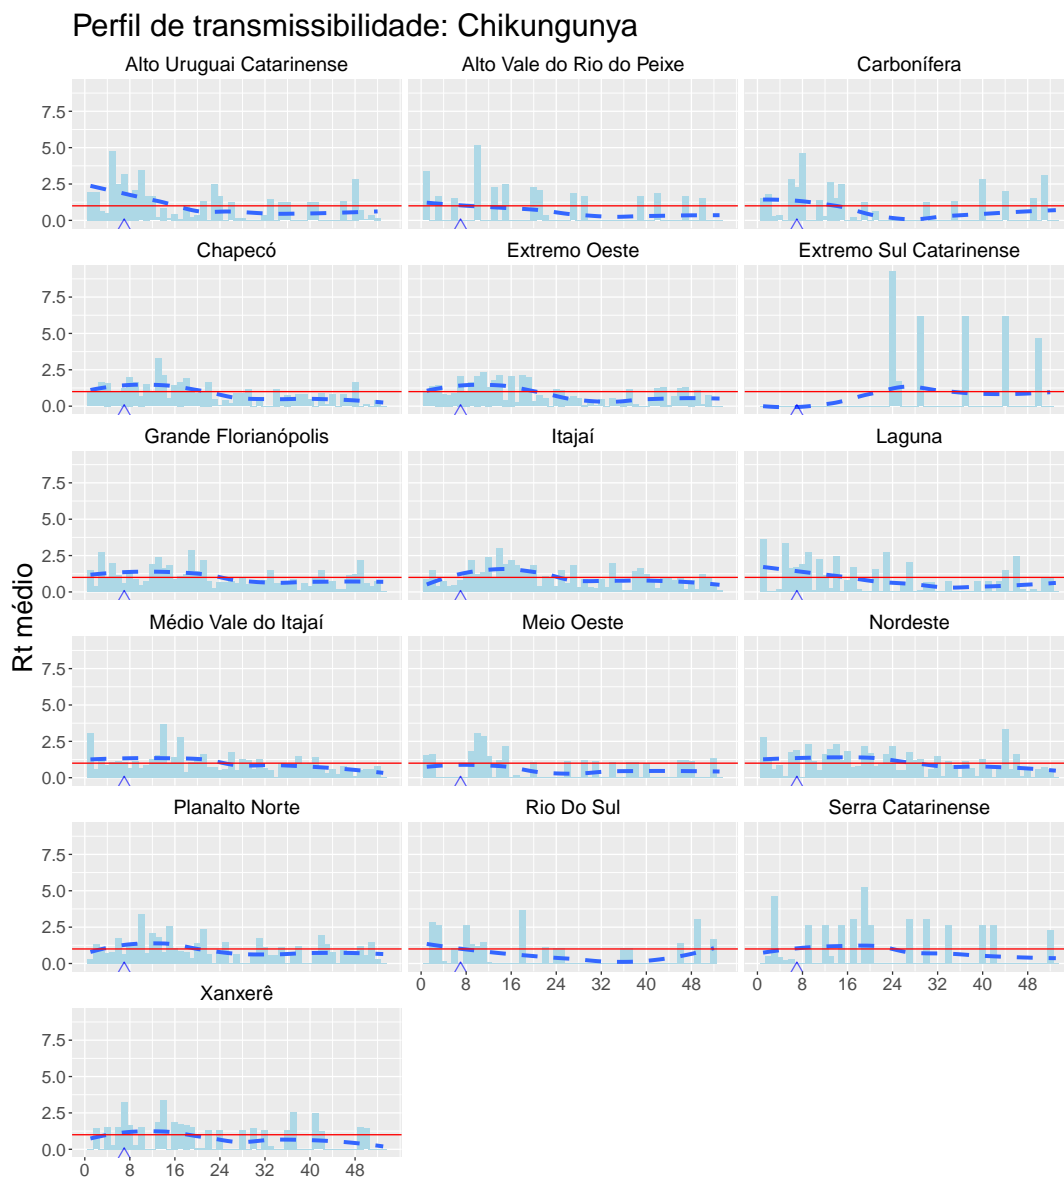 Perfil de transmissibilidade: Chikungunya
Alto Uruguai Catarinense
Alto Vale do Rio do Peixe
Carbonífera
7.5
5.0
2.5
0.0
Chapecó
Extremo Oeste
Extremo Sul Catarinense
7.5
5.0
2.5
0.0
Grande Florianópolis
Itajaí
Laguna
7.5
5.0
2.5
0.0
Rt médio
Médio Vale do Itajaí
Meio Oeste
Nordeste
7.5
5.0
2.5
0.0
Planalto Norte
Rio Do Sul
Serra Catarinense
7.5
5.0
2.5
0.0
0 8 16 24 32 40 48
0 8 16 24 32 40 48
Xanxerê
7.5
5.0
2.5
0.0
0 8 16 24 32 40 48